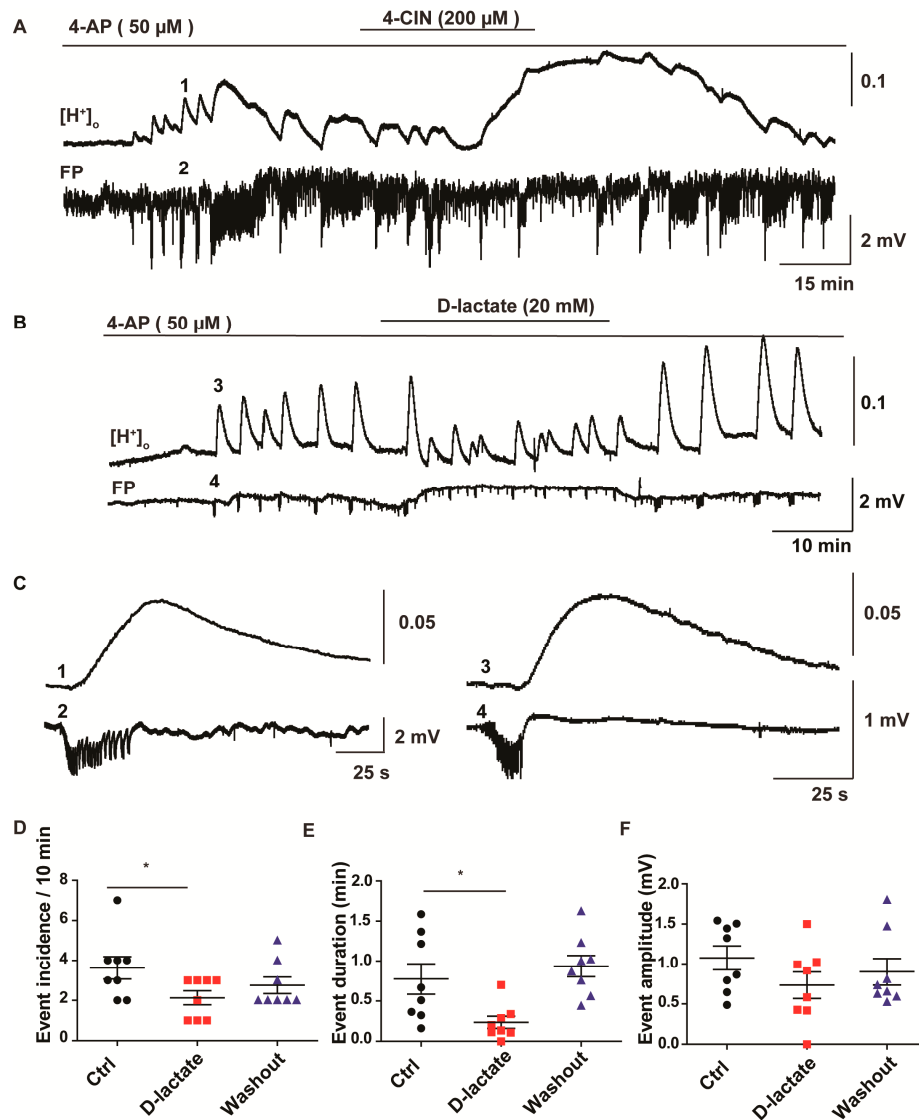 A
4-CIN (200 µM)
4-AP ( 50 µM )
1
0.1
[H⁺]ₒ
FP
2
2 mV
15 min
B
D-lactate (20 mM)
4-AP ( 50 µM )
3
0.1
[H⁺]ₒ
FP
4
2 mV
10 min
C
0.05
0.05
1
3
2
4
2 mV
1 mV
25 s
25 s
D
E
F
*
*
Event incidence / 10 min
8
6
4
2
0
Ctrl
D-lactate
Washout
Event duration (min)
2.0
1.5
1.0
0.5
0.0
Ctrl
D-lactate
Washout
Event amplitude (mV)
2.0
1.5
1.0
0.5
0.0
Ctrl
D-lactate
Washout